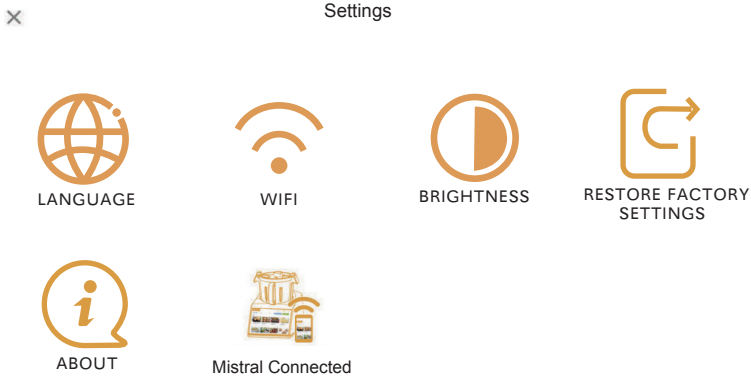 Settings
LANGUAGE
WIFI
BRIGHTNESS
RESTORE FACTORY
SETTINGS
ABOUT
Mistral Connected